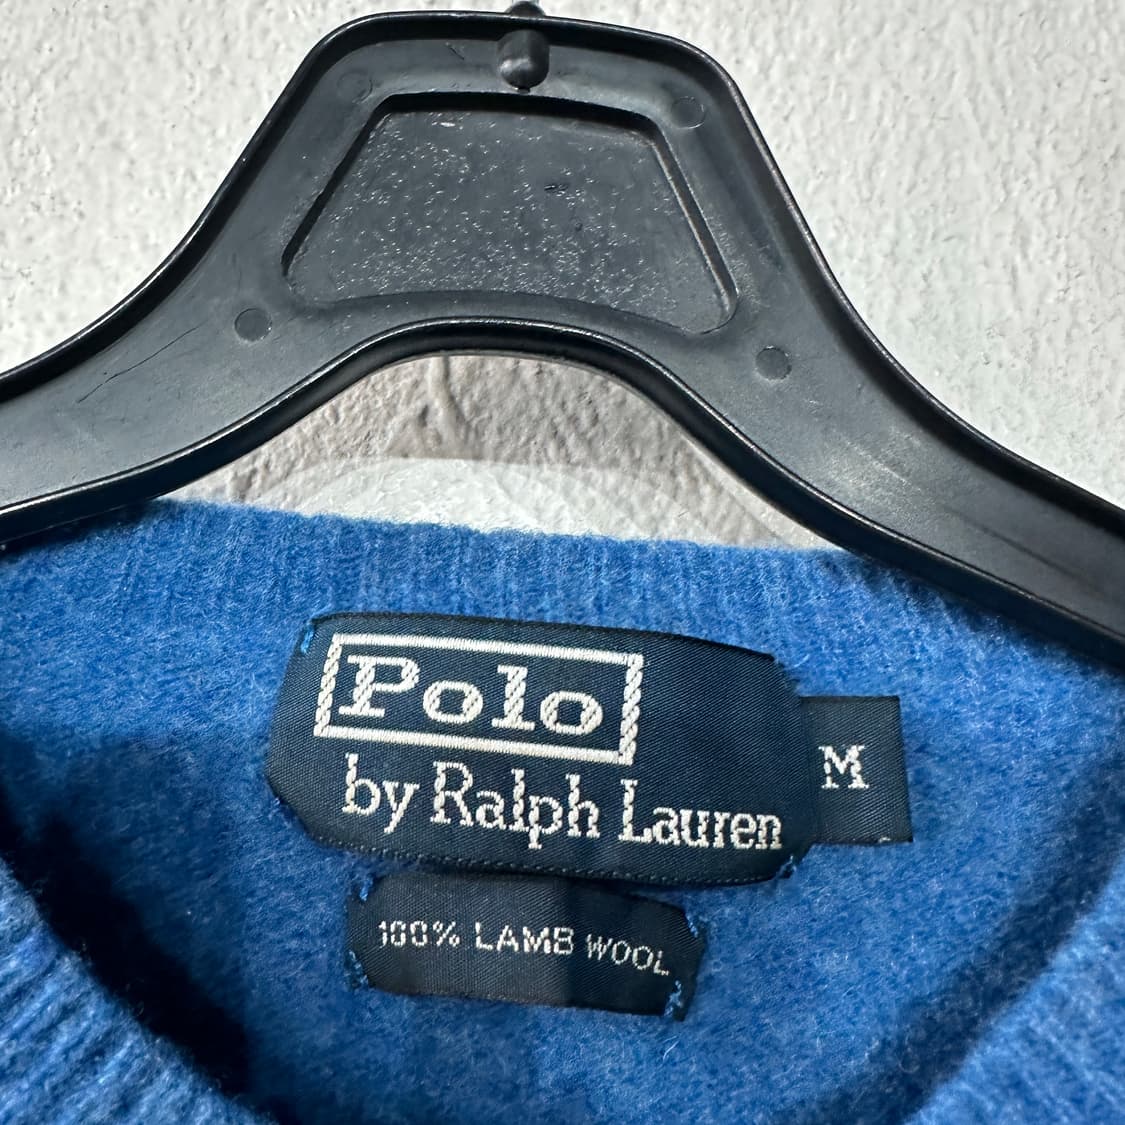 Polo
by Ralph Lauren
M
100% LAMB WOOL